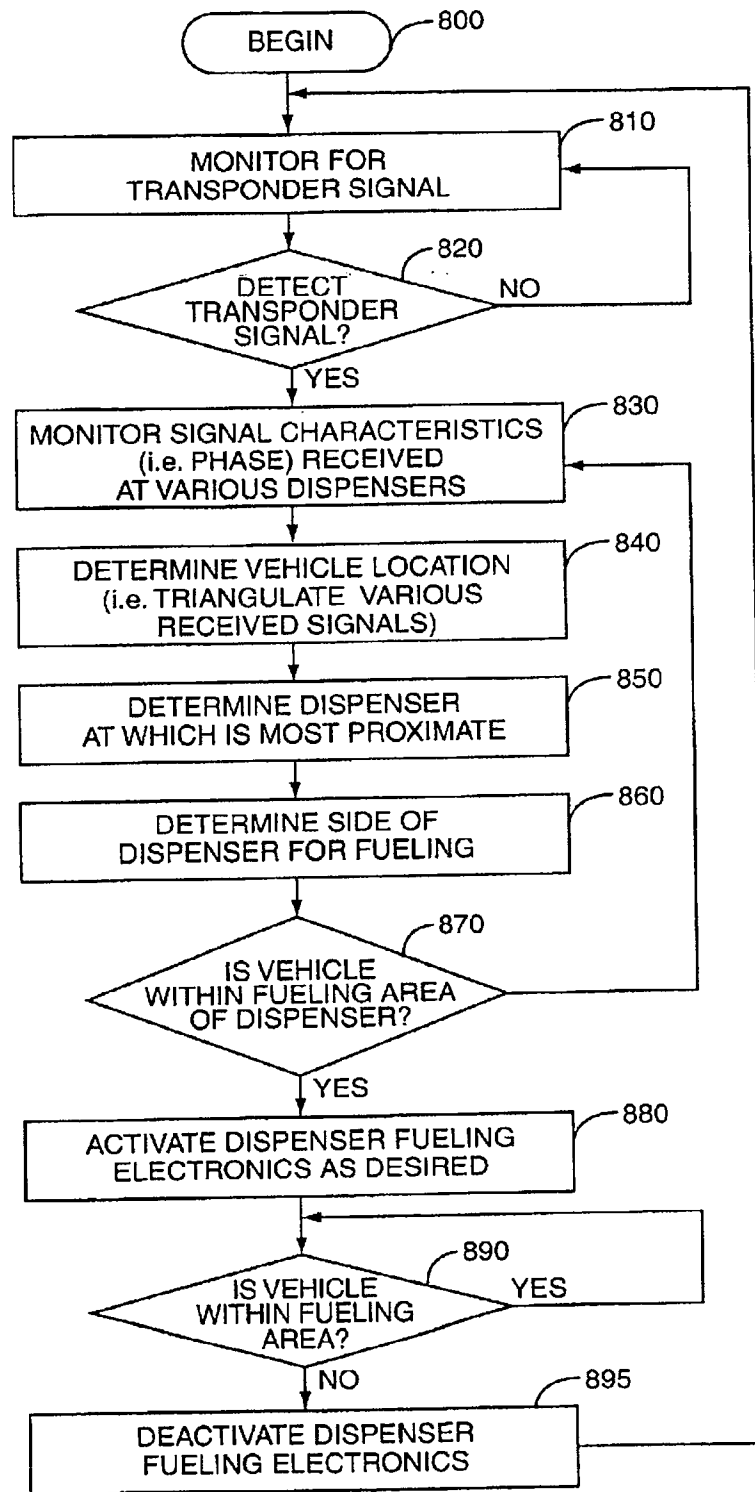 BEGIN
800
810
MONITOR FOR
TRANSPONDER SIGNAL
820
DETECT
TRANSPONDER
SIGNAL?
NO
YES
830
MONITOR SIGNAL CHARACTERISTICS
(i.e. PHASE) RECEIVED
AT VARIOUS DISPENSERS
840
DETERMINE VEHICLE LOCATION
(i.e. TRIANGULATE VARIOUS
RECEIVED SIGNALS)
850
DETERMINE DISPENSER
AT WHICH IS MOST PROXIMATE
860
DETERMINE SIDE OF
DISPENSER FOR FUELING
870
IS VEHICLE
WITHIN FUELING AREA
OF DISPENSER?
YES
880
ACTIVATE DISPENSER FUELING
ELECTRONICS AS DESIRED
890
IS VEHICLE
WITHIN FUELING
AREA?
YES
NO
895
DEACTIVATE DISPENSER
FUELING ELECTRONICS